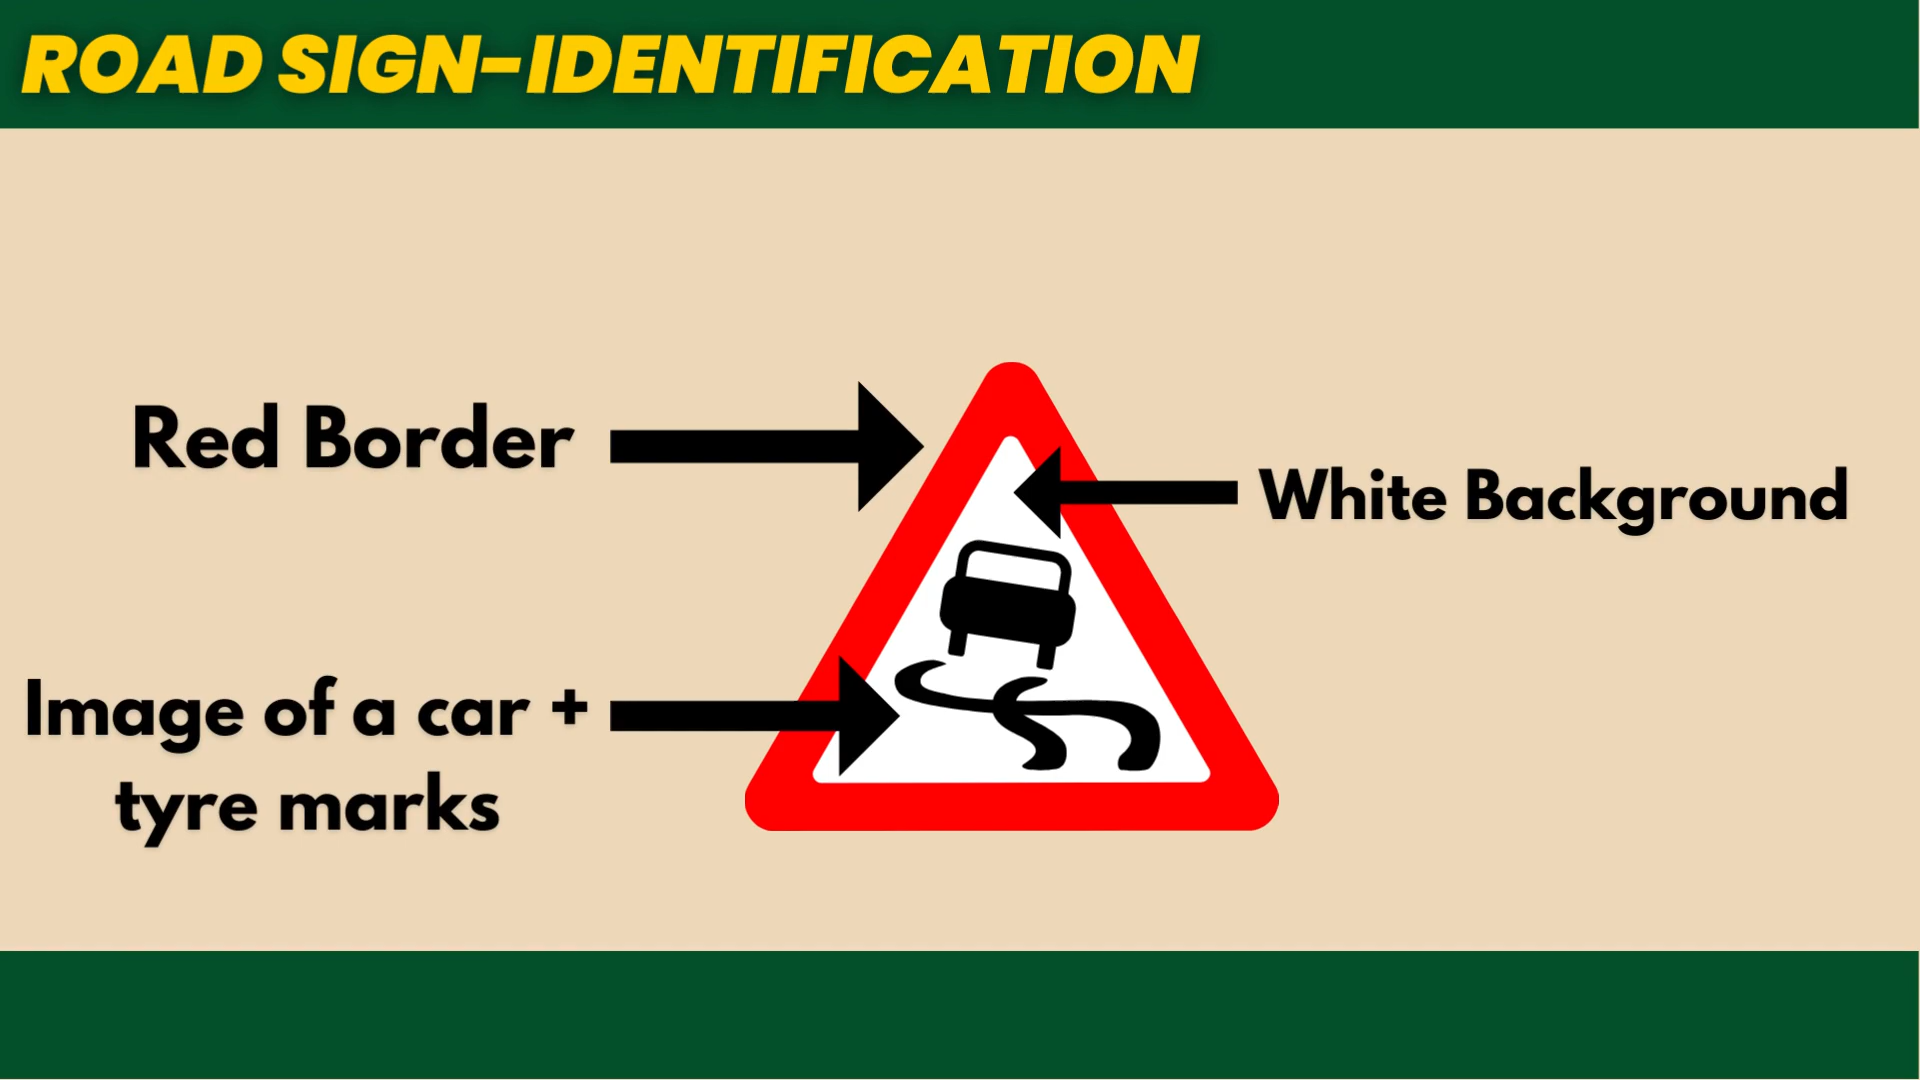 ROAD SIGN-IDENTIFICATION
Red Border
White Background
Image of a car +
tyre marks